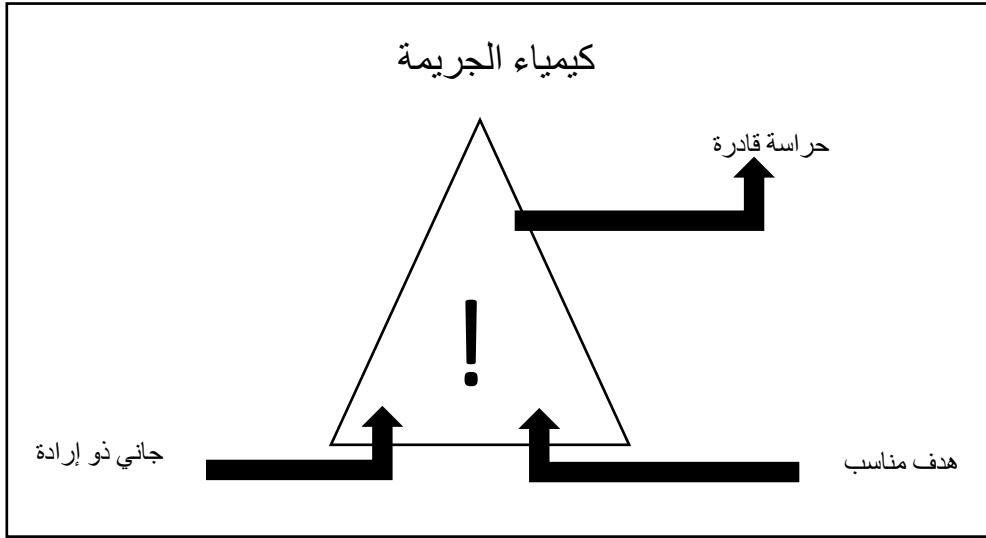 كيمياء الجريمة
حراسة قادرة
!
هدف مناسب
جاني ذو إرادة